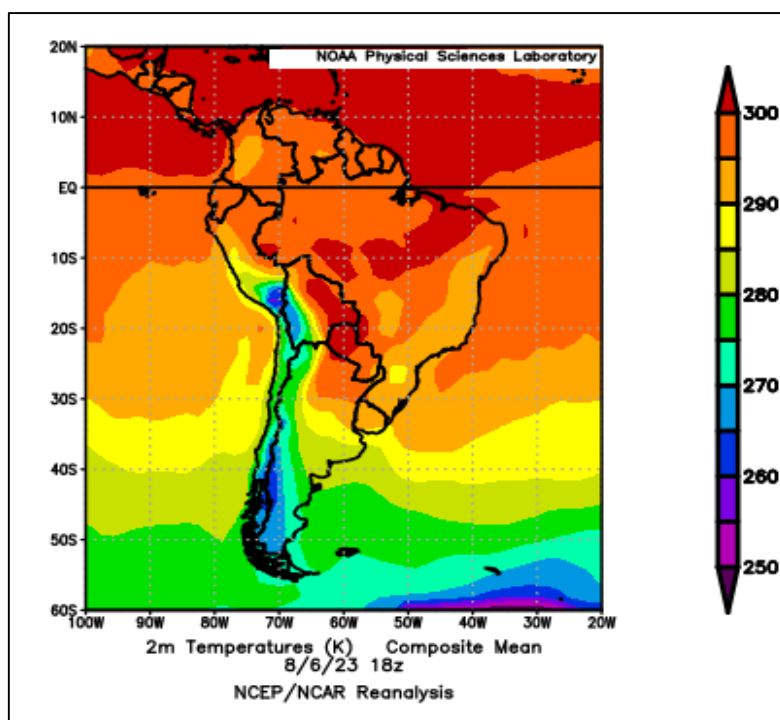 NOAA Physical Sciences Laboratory
20N
10N
EQ
10S
20S
30S
40S
50S
60S
100W 90W 80W 70W 60W 50W 40W 30W 20W
300
290
280
270
260
250
2m Temperatures (K) Composite Mean
8/6/23 18z
NCEP/NCAR Reanalysis